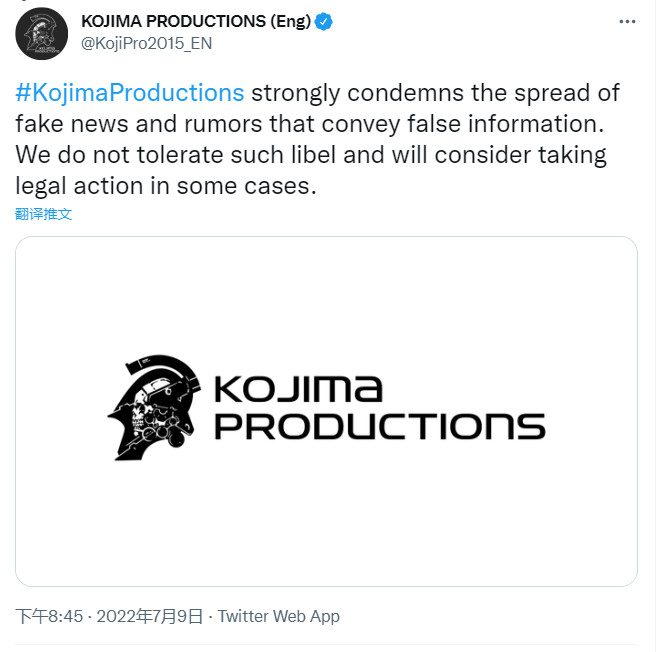 KOJIMA PRODUCTIONS (Eng)
@KojiPro2015_EN
#KojimaProductions strongly condemns the spread of
fake news and rumors that convey false information.
We do not tolerate such libel and will consider taking
legal action in some cases.
翻译推文
KOJIMA
PRODUCTIONS
下午8:45 · 2022年7月9日 · Twitter Web App